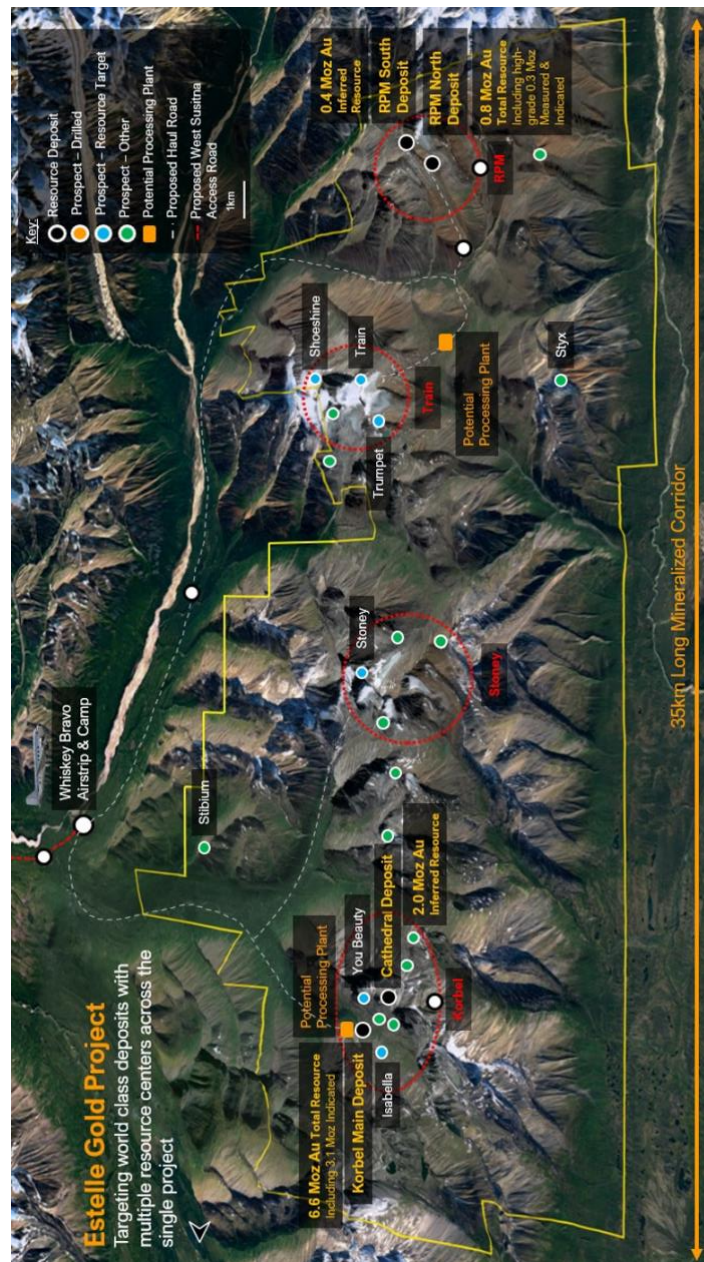 Estelle Gold Project
Targeting world class deposits with
multiple resource centers across the
single project
Whiskey Bravo
Airstrip & Camp
Key:
Resource Deposit
Prospect – Drilled
Prospect – Resource Target
Prospect – Other
Potential Processing Plant
Proposed Haul Road
Proposed West Susitna
Access Road
1km
Stibium
6.6 Moz Au Total Resource
Including 3.1 Moz Indicated
Korbel Main Deposit
Potential
Processing Plant
You Beauty
Isabella
Cathedral Deposit
2.0 Moz Au
Inferred Resource
Korbel
Stoney
Stoney
Shoeshine
Train
Trumpet
Train
Potential
Processing Plant
Styx
0.4 Moz Au
Inferred
Resource
RPM South
Deposit
RPM North
Deposit
0.8 Moz Au
Total Resource
Including high-
grade 0.3 Moz
Measured &
Indicated
RPM
35km Long Mineralized Corridor